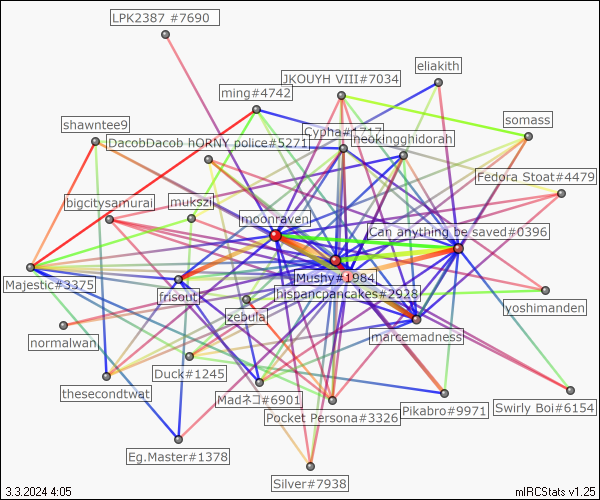 LPK2387 #7690
eliakith
JKOUYH VIII#7034
ming#4742
somass
shawntee9
Cypha#1717
heokingghidorah
DacobDacob hORNY police#5271
Fedora Stoat#4479
bigcitysamurai
mukszi
moonraven
Can anything be saved#0396
Majestic#3375
Mushy#1984
frisout
hispancpancakes#2928
zebula
yoshimanden
normalwan
marcemadness
Duck#1245
thesecondtwat
Madネコ#6901
Pocket Persona#3326
Pikabro#9971
Swirly Boi#6154
Eg.Master#1378
Silver#7938
3.3.2024 4:05
mIRCStats v1.25